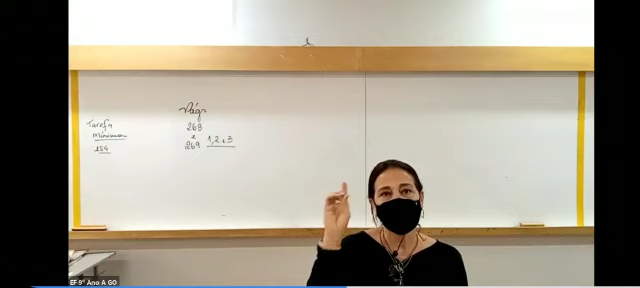 Tarefa
Mínima
154
Págs
268
e
269 1, 2 e 3
EF 9º Ano A GO